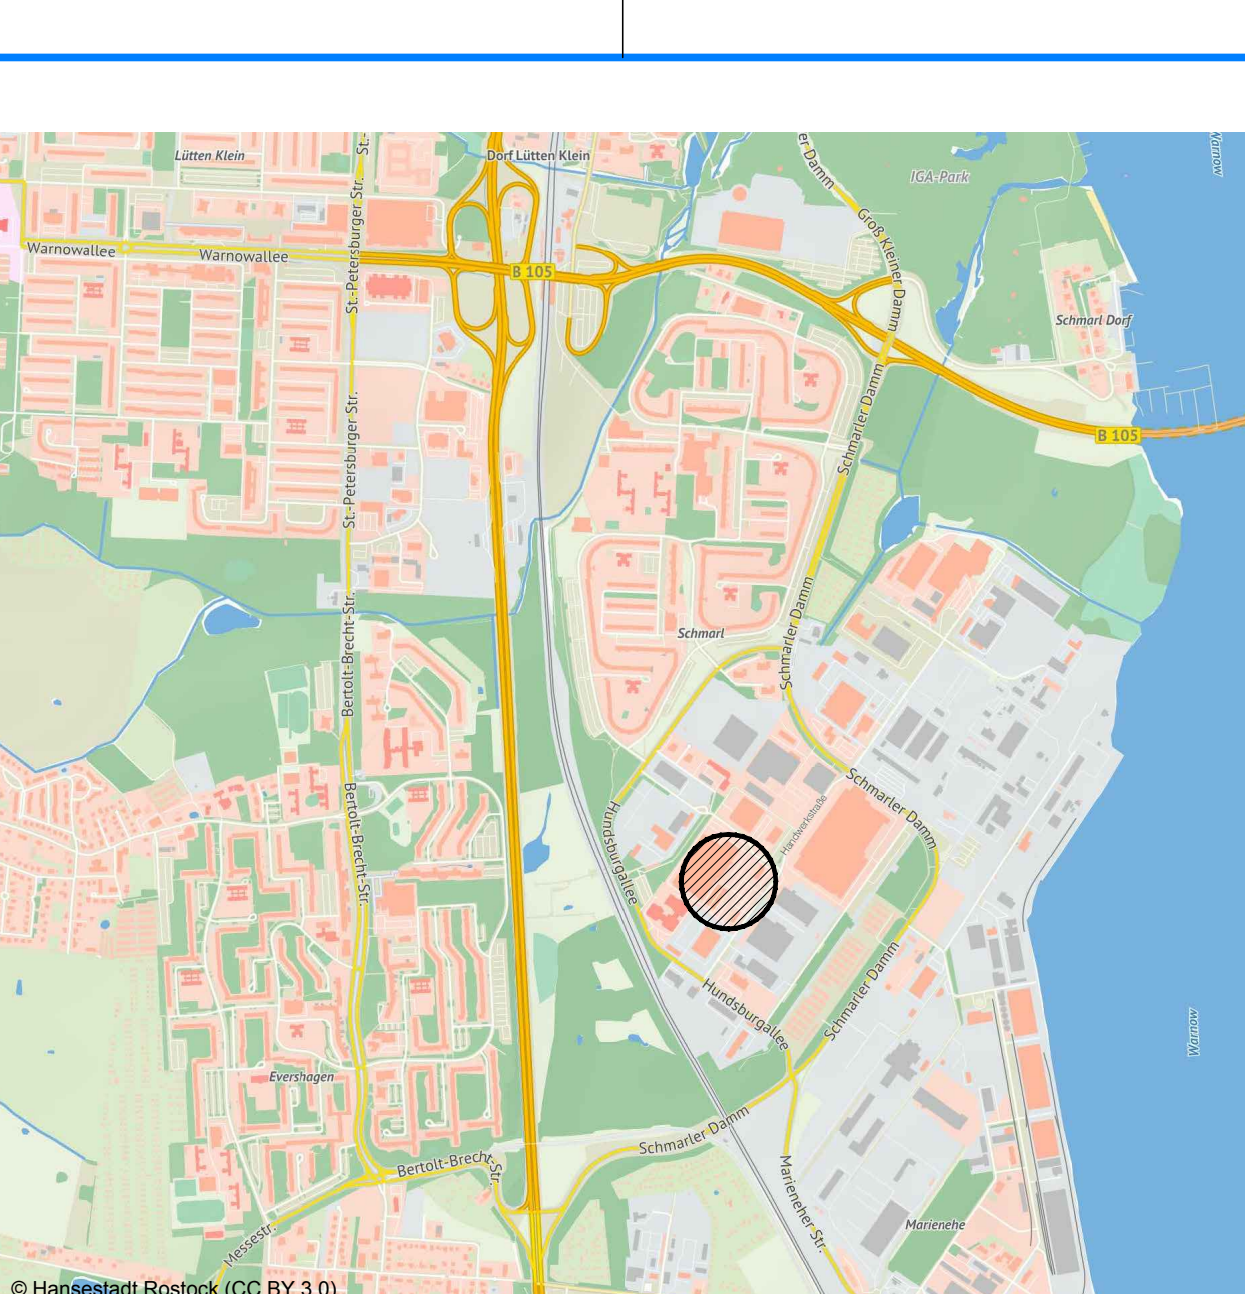 Lütten Klein
St.-
Dorf Lütten Klein
er Damm
Warnow
IGA-Park
St.-Petersburger Str.
Groß Kleiner Damm
Warnowallee
Warnowallee
B 105
Schmarl Dorf
St.-Petersburger Str.
Schmarler Damm
B 105
Bertolt-Brecht-Str.
Schmarl
Schmarler Damm
Hundsburgallee
Schmarler Damm
Handwerkstraße
Bertolt-Brecht-Str.
Hundsburgallee
Schmarler Damm
Warnow
Evershagen
Schmarler Damm
Bertolt-Brecht-Str.
Marieneher Str.
Marienehe
Messestr.
© Hansestadt Rostock (CC BY 3.0)